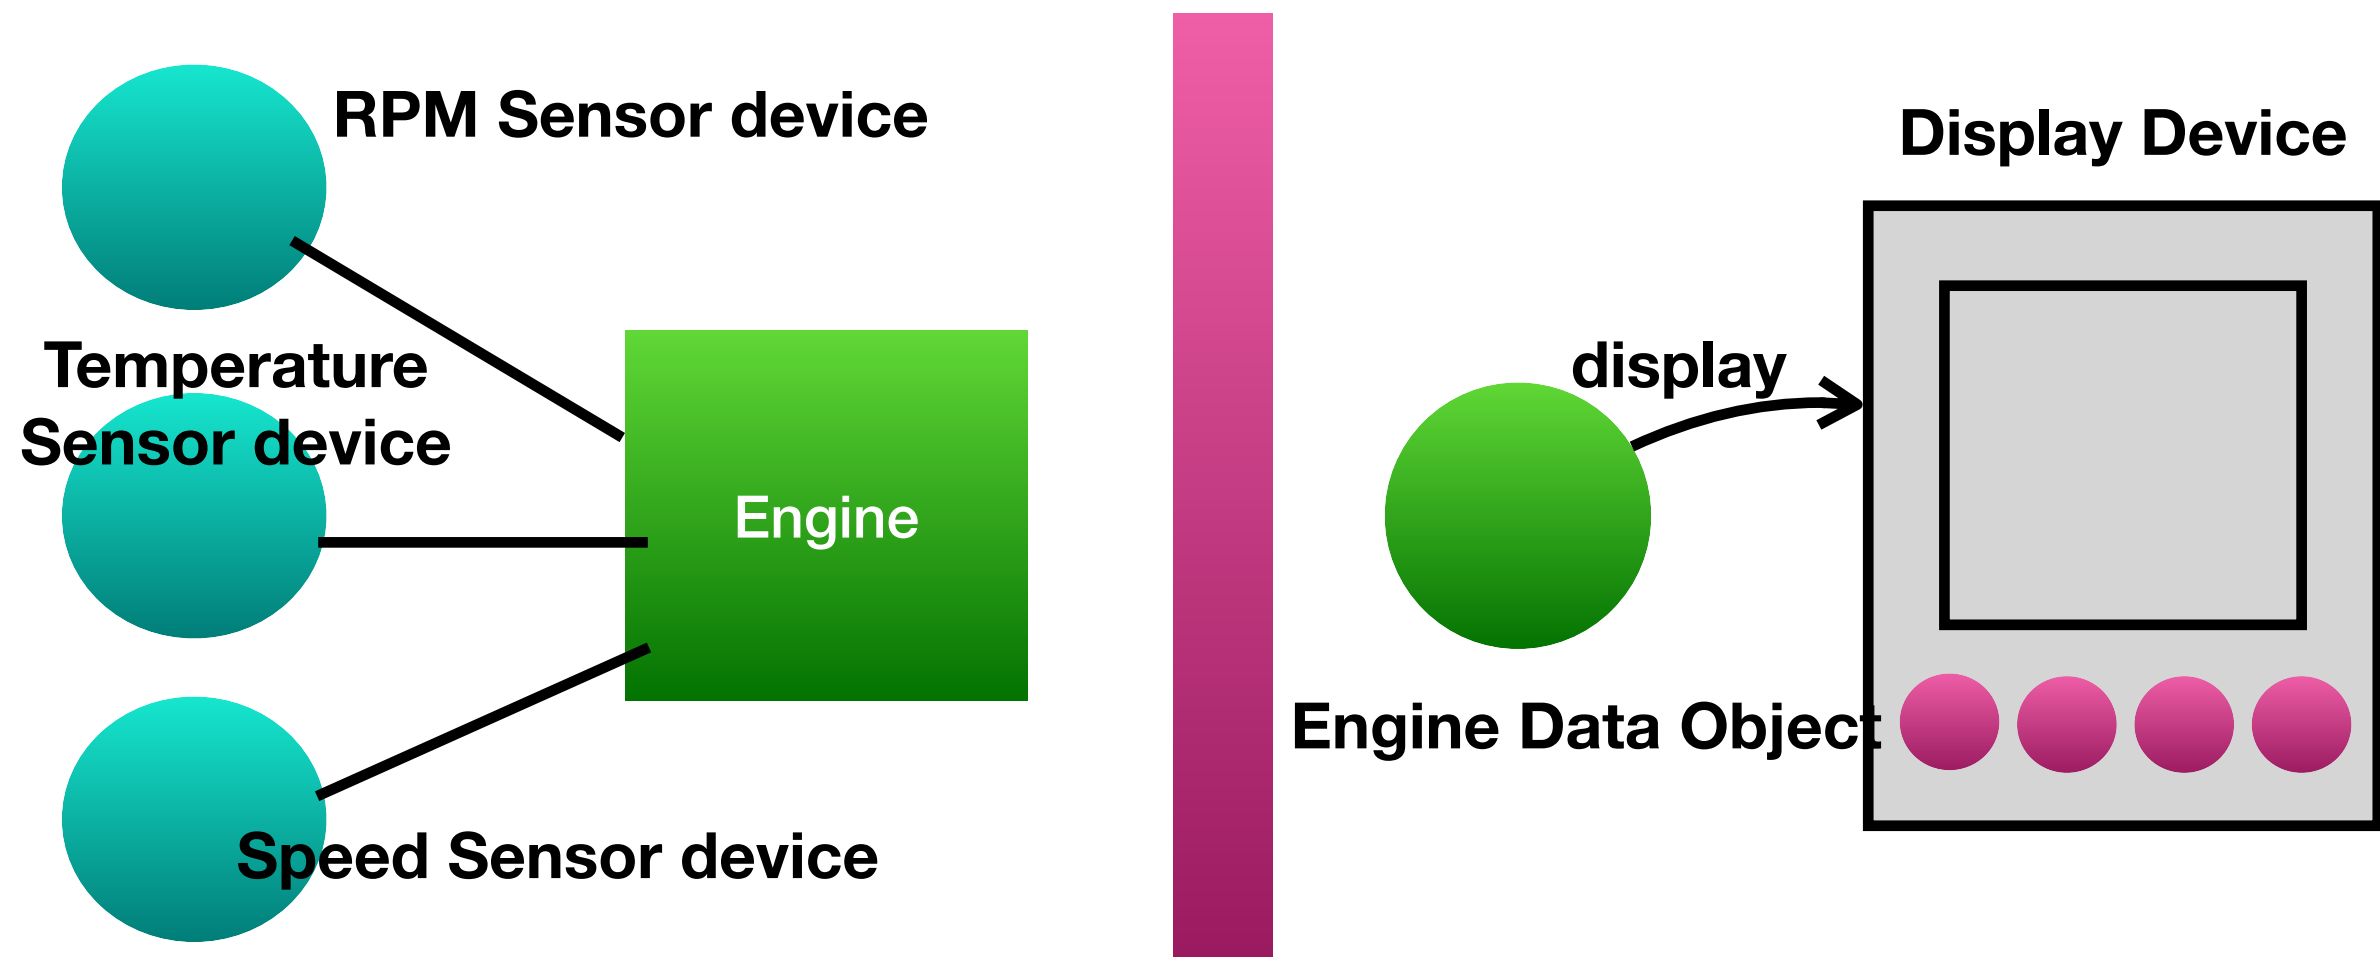 RPM Sensor device
Temperature
Sensor device
Engine
Speed Sensor device
Display Device
display
Engine Data Object